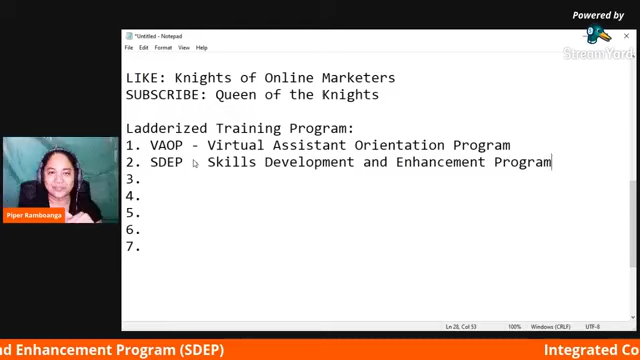 Powered by
StreamYard
*Untitled - Notepad
File Edit Format View Help
LIKE: Knights of Online Marketers
SUBSCRIBE: Queen of the Knights
Ladderized Training Program:
1. VAOP - Virtual Assistant Orientation Program
2. SDEP - Skills Development and Enhancement Program
3.
4.
5.
6.
7.
Piper Ramboanga
Ln 28, Col 53 100% Windows (CRLF) UTF-8
nd Enhancement Program (SDEP) Integrated Co